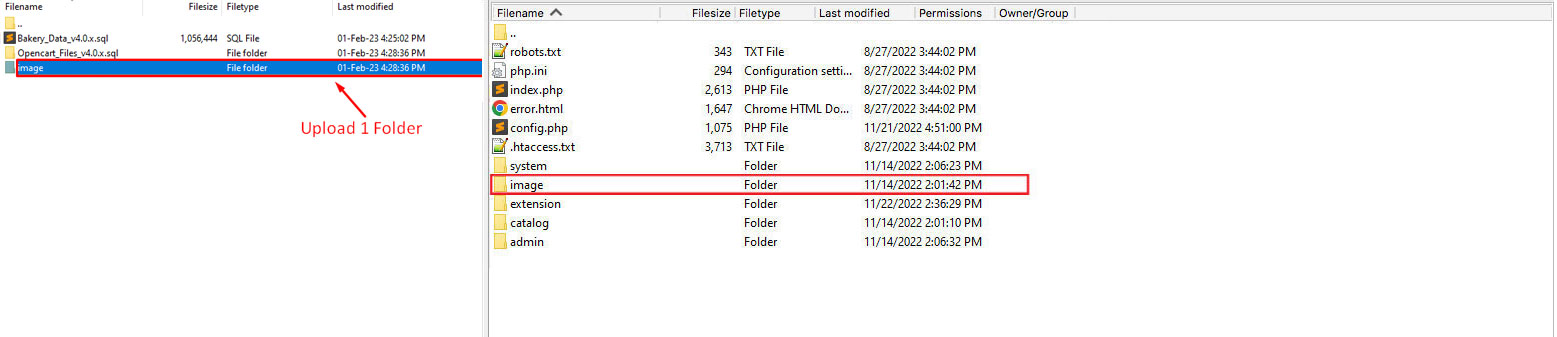 Filename Filesize Filetype Last modified
..
Bakery_Data_v4.0.x.sql 1,056,444 SQL File 01-Feb-23 4:25:02 PM
Opencart_Files_v4.0.x.sql File folder 01-Feb-23 4:28:36 PM
image File folder 01-Feb-23 4:28:36 PM
Upload 1 Folder
Filename Filesize Filetype Last modified Permissions Owner/Group
..
robots.txt 343 TXT File 8/27/2022 3:44:02 PM
php.ini 294 Configuration setti... 8/27/2022 3:44:02 PM
index.php 2,613 PHP File 8/27/2022 3:44:02 PM
error.html 1,647 Chrome HTML Do... 8/27/2022 3:44:02 PM
config.php 1,075 PHP File 11/21/2022 4:51:00 PM
.htaccess.txt 3,713 TXT File 8/27/2022 3:44:02 PM
system Folder 11/14/2022 2:06:23 PM
image Folder 11/14/2022 2:01:42 PM
extension Folder 11/22/2022 2:36:29 PM
catalog Folder 11/14/2022 2:01:10 PM
admin Folder 11/14/2022 2:06:32 PM